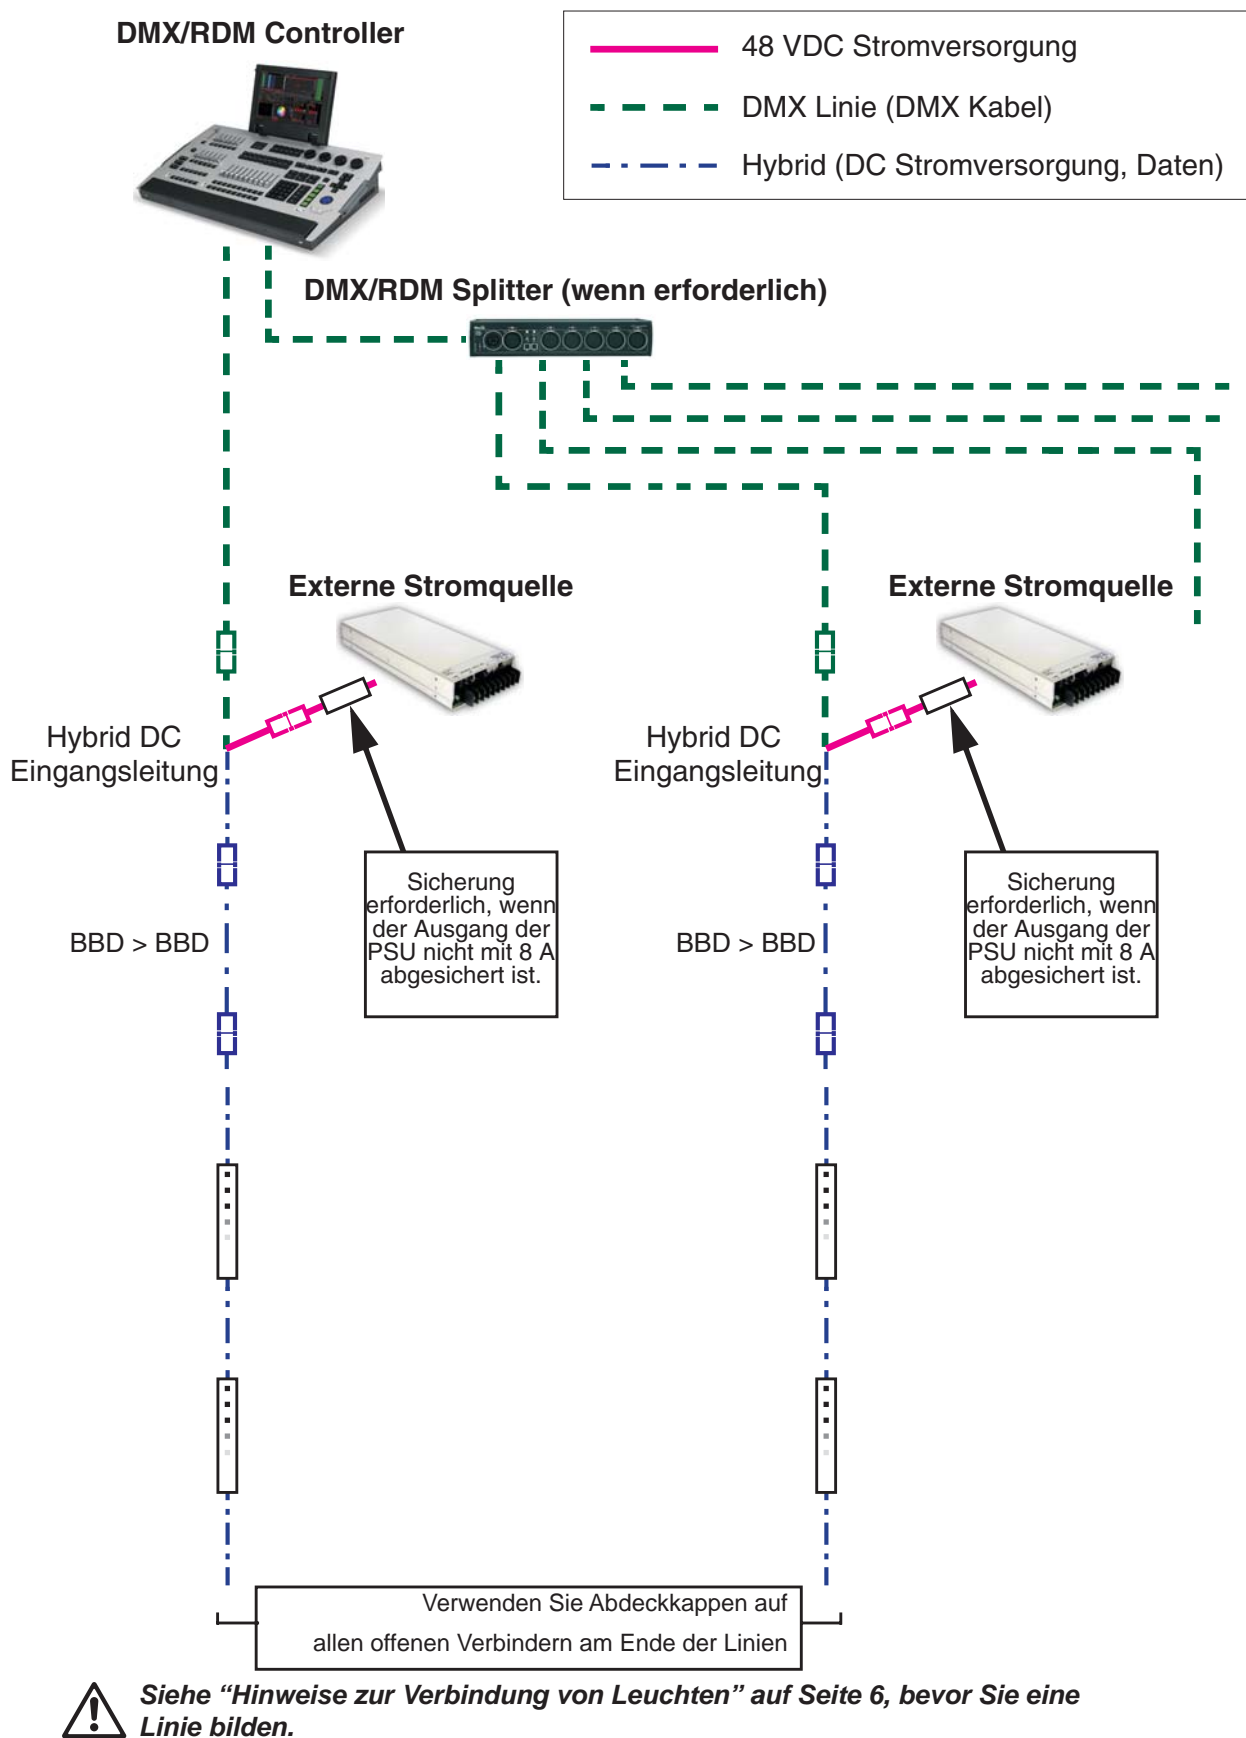 DMX/RDM Controller
48 VDC Stromversorgung
DMX Linie (DMX Kabel)
Hybrid (DC Stromversorgung, Daten)
DMX/RDM Splitter (wenn erforderlich)
Externe Stromquelle
Externe Stromquelle
Hybrid DC
Eingangsleitung
Hybrid DC
Eingangsleitung
Sicherung
erforderlich, wenn
der Ausgang der
PSU nicht mit 8 A
abgesichert ist.
Sicherung
erforderlich, wenn
der Ausgang der
PSU nicht mit 8 A
abgesichert ist.
BBD > BBD
BBD > BBD
Verwenden Sie Abdeckkappen auf
allen offenen Verbindern am Ende der Linien
Siehe “Hinweise zur Verbindung von Leuchten” auf Seite 6, bevor Sie eine
Linie bilden.